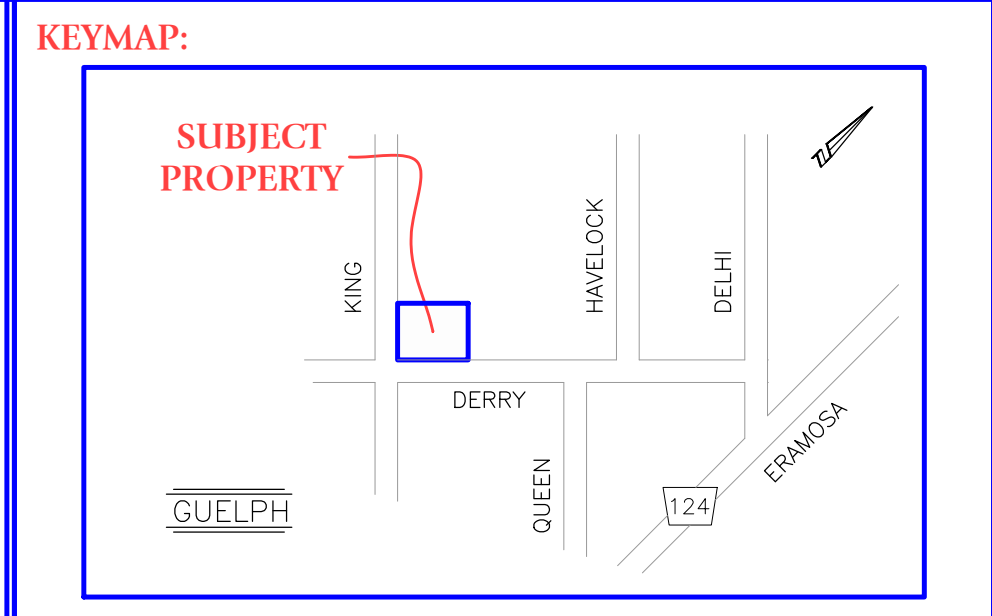 KEYMAP:
SUBJECT
PROPERTY
KING
HAVELOCK
DELHI
DERRY
QUEEN
ERAMOSA
124
GUELPH